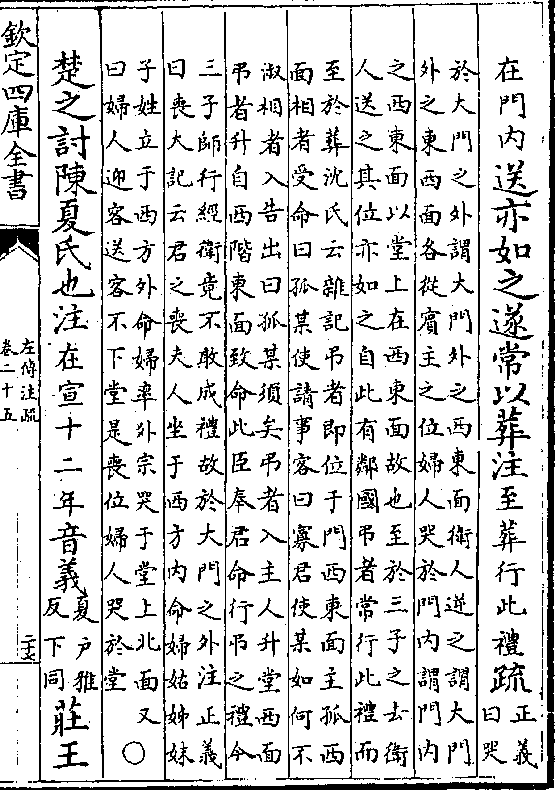 在門内送亦如之遂常以葬注至葬行此禮疏正義
曰哭
於大門之外謂大門外之西東面衛人逆之謂大門
外之東西面各從賓主之位婦人哭於門内謂門内
之西東面以堂上在西東面故也至於三子之去衛
人送之其位亦如之自此有鄰國弔者常行此禮而
至於葬沈氏云雜記弔者即位于門西東面主孤西
面相者受命曰孤某使請事客曰寡君使某如何不
淑相者入告出曰孤某須矣弔者入主人升堂西面
弔者升自西階東面致命此臣奉君命行弔之禮今
三子師行經衛竟不敢成禮故於大門之外注正義
曰喪大記云君之喪夫人坐于西方内命婦姑姊妹
子姓立于西方外命婦率外宗哭于堂上北面又
曰婦人迎客送客不下堂是喪位婦人哭於堂○
楚之討陳夏氏也注在宣十二年音義夏户雅
反下同莊王
欽定四庫全書
左傳注疏
卷二十五